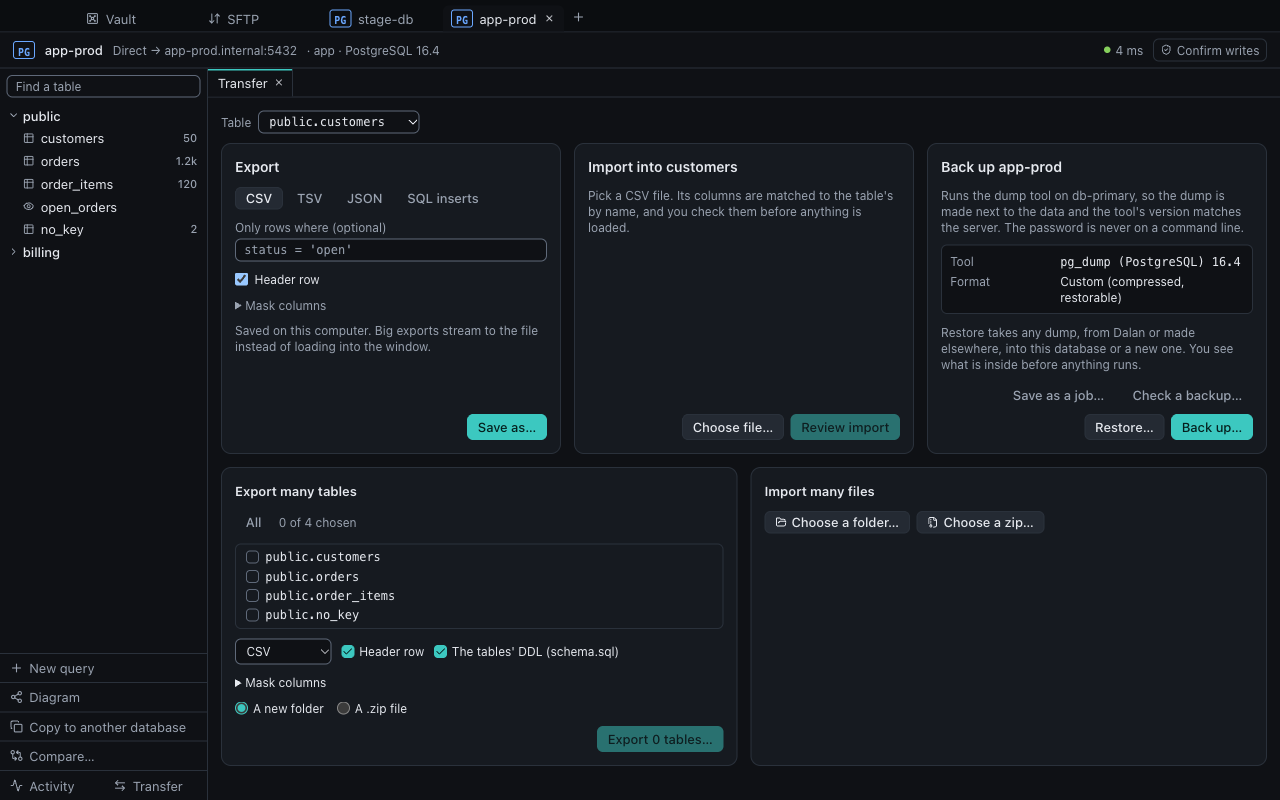 Vault
SFTP
PG stage-db
PG app-prod × +
PG app-prod Direct → app-prod.internal:5432 · app · PostgreSQL 16.4
4 ms
Confirm writes
Find a table
public
customers 50
orders 1.2k
order_items 120
open_orders
no_key 2
billing
New query
Diagram
Copy to another database
Compare...
Activity
Transfer
Transfer ×
Table public.customers
Export
CSV TSV JSON SQL inserts
Only rows where (optional)
status = 'open'
Header row
Mask columns
Saved on this computer. Big exports stream to the file
instead of loading into the window.
Save as...
Import into customers
Pick a CSV file. Its columns are matched to the table's
by name, and you check them before anything is
loaded.
Choose file... Review import
Back up app-prod
Runs the dump tool on db-primary, so the dump is
made next to the data and the tool's version matches
the server. The password is never on a command line.
Tool pg_dump (PostgreSQL) 16.4
Format Custom (compressed,
restorable)
Restore takes any dump, from Dalan or made
elsewhere, into this database or a new one. You see
what is inside before anything runs.
Save as a job... Check a backup...
Restore... Back up...
Export many tables
All 0 of 4 chosen
public.customers
public.orders
public.order_items
public.no_key
CSV Header row The tables' DDL (schema.sql)
Mask columns
A new folder A .zip file
Export 0 tables...
Import many files
Choose a folder... Choose a zip...